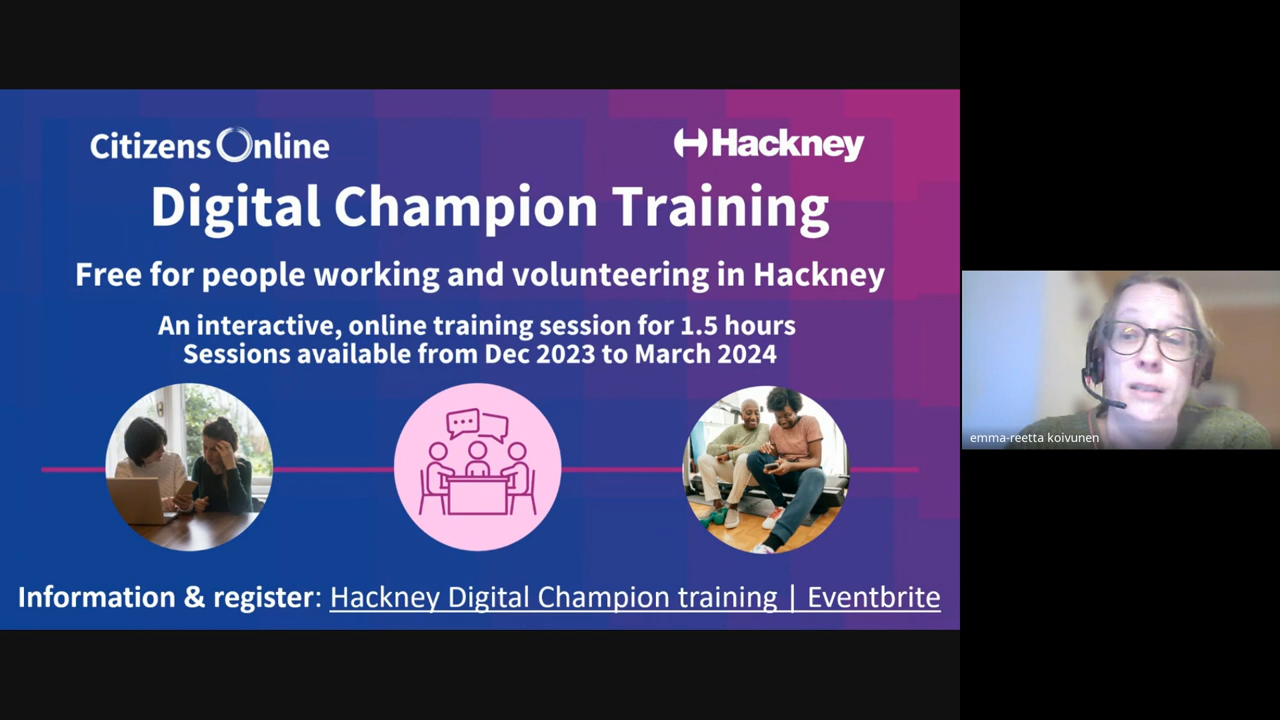 Citizens Online
Hackney
Digital Champion Training
Free for people working and volunteering in Hackney
An interactive, online training session for 1.5 hours
Sessions available from Dec 2023 to March 2024
Information & register: Hackney Digital Champion training | Eventbrite
emma-reetta koivunen